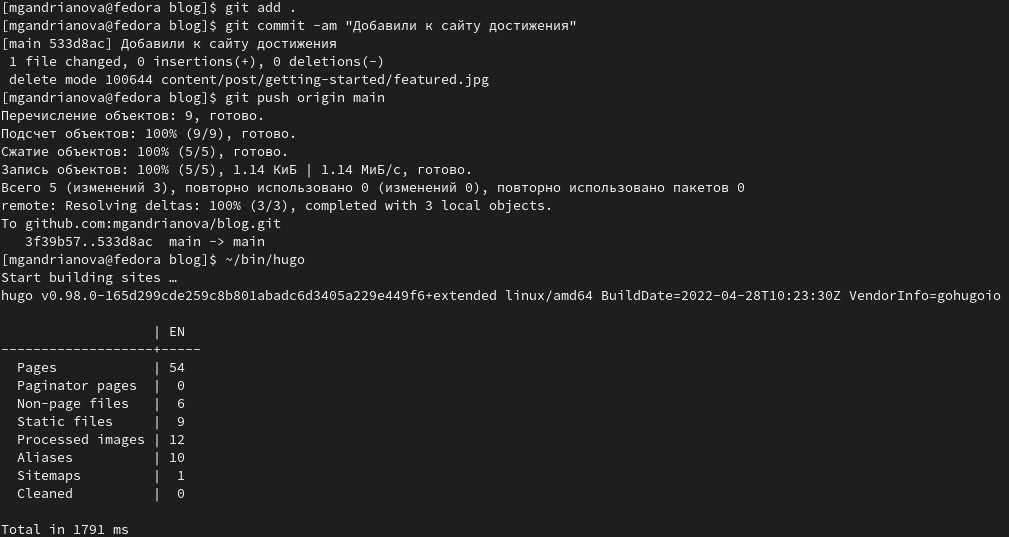 [mgandrianova@fedora blog]$ git add .
[mgandrianova@fedora blog]$ git commit -am "Добавили к сайту достижения"
[main 533d8ac] Добавили к сайту достижения
 1 file changed, 0 insertions(+), 0 deletions(-)
 delete mode 100644 content/post/getting-started/featured.jpg
[mgandrianova@fedora blog]$ git push origin main
Перечисление объектов: 9, готово.
Подсчет объектов: 100% (9/9), готово.
Сжатие объектов: 100% (5/5), готово.
Запись объектов: 100% (5/5), 1.14 КиБ | 1.14 МиБ/с, готово.
Всего 5 (изменений 3), повторно использовано 0 (изменений 0), повторно использовано пакетов 0
remote: Resolving deltas: 100% (3/3), completed with 3 local objects.
To github.com:mgandrianova/blog.git
   3f39b57..533d8ac  main -> main
[mgandrianova@fedora blog]$ ~/bin/hugo
Start building sites …
hugo v0.98.0-165d299cde259c8b801abadc6d3405a229e449f6+extended linux/amd64 BuildDate=2022-04-28T10:23:30Z VendorInfo=gohugoio
                   | EN
-------------------+-----
  Pages            | 54
  Paginator pages  |  0
  Non-page files   |  6
  Static files     |  9
  Processed images | 12
  Aliases          | 10
  Sitemaps         |  1
  Cleaned          |  0
Total in 1791 ms